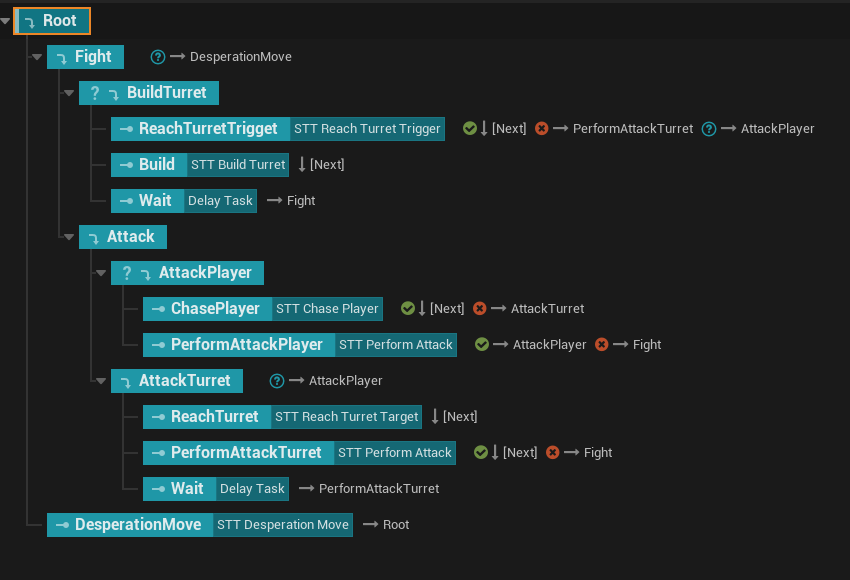 Root
Fight ? DesperationMove
? BuildTurret
ReachTurretTrigget STT Reach Turret Trigger [Next] PerformAttackTurret ? AttackPlayer
Build STT Build Turret [Next]
Wait Delay Task Fight
Attack
? AttackPlayer
ChasePlayer STT Chase Player [Next] AttackTurret
PerformAttackPlayer STT Perform Attack AttackPlayer Fight
AttackTurret ? AttackPlayer
ReachTurret STT Reach Turret Target [Next]
PerformAttackTurret STT Perform Attack [Next] Fight
Wait Delay Task PerformAttackTurret
DesperationMove STT Desperation Move Root